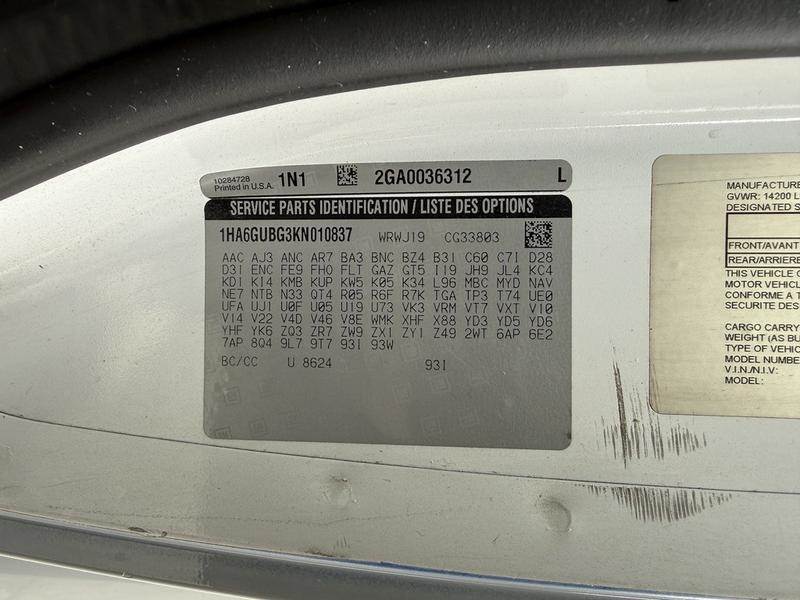 10284728
Printed in U.S.A.
1N1
2GA0036312
L
SERVICE PARTS IDENTIFICATION / LISTE DES OPTIONS
1HA6GUBG3KN010837 WRWJ19 CG33803
AAC AJ3 ANC AR7 BA3 BNC BZ4 B31 C60 C71 D28
D31 ENC FE9 FHO FLT GAZ GT5 I19 JH9 JL4 KC4
KDI KI4 KMB KUP KW5 K05 K34 L96 MBC MYD NAV
NE7 NTB N33 QT4 R05 R6F R7K TGA TP3 T74 UE0
UFA UJ1 U0F U05 U19 U73 VK3 VRM VT7 VXT V10
V14 V22 V4D V46 V8E WMK XHF X88 YD3 YD5 YD6
YHF YK6 ZQ3 ZR7 ZW9 ZX1 ZY1 Z49 2WT 6AP 6E2
7AP 8Q4 9L7 9T7 931 93W
BC/CC U 8624 931
MANUFACTURE
GVWR: 14200 L
DESIGNATED S
FRONT/AVANT
REAR/ARRIERE
THIS VEHICLE C
MOTOR VEHICL
CONFORME A T
SECURITE DES
CARGO CARRY
WEIGHT (AS BU
TYPE OF VEHIC
MODEL NUMBE
V.I.N./N.I.V:
MODEL: